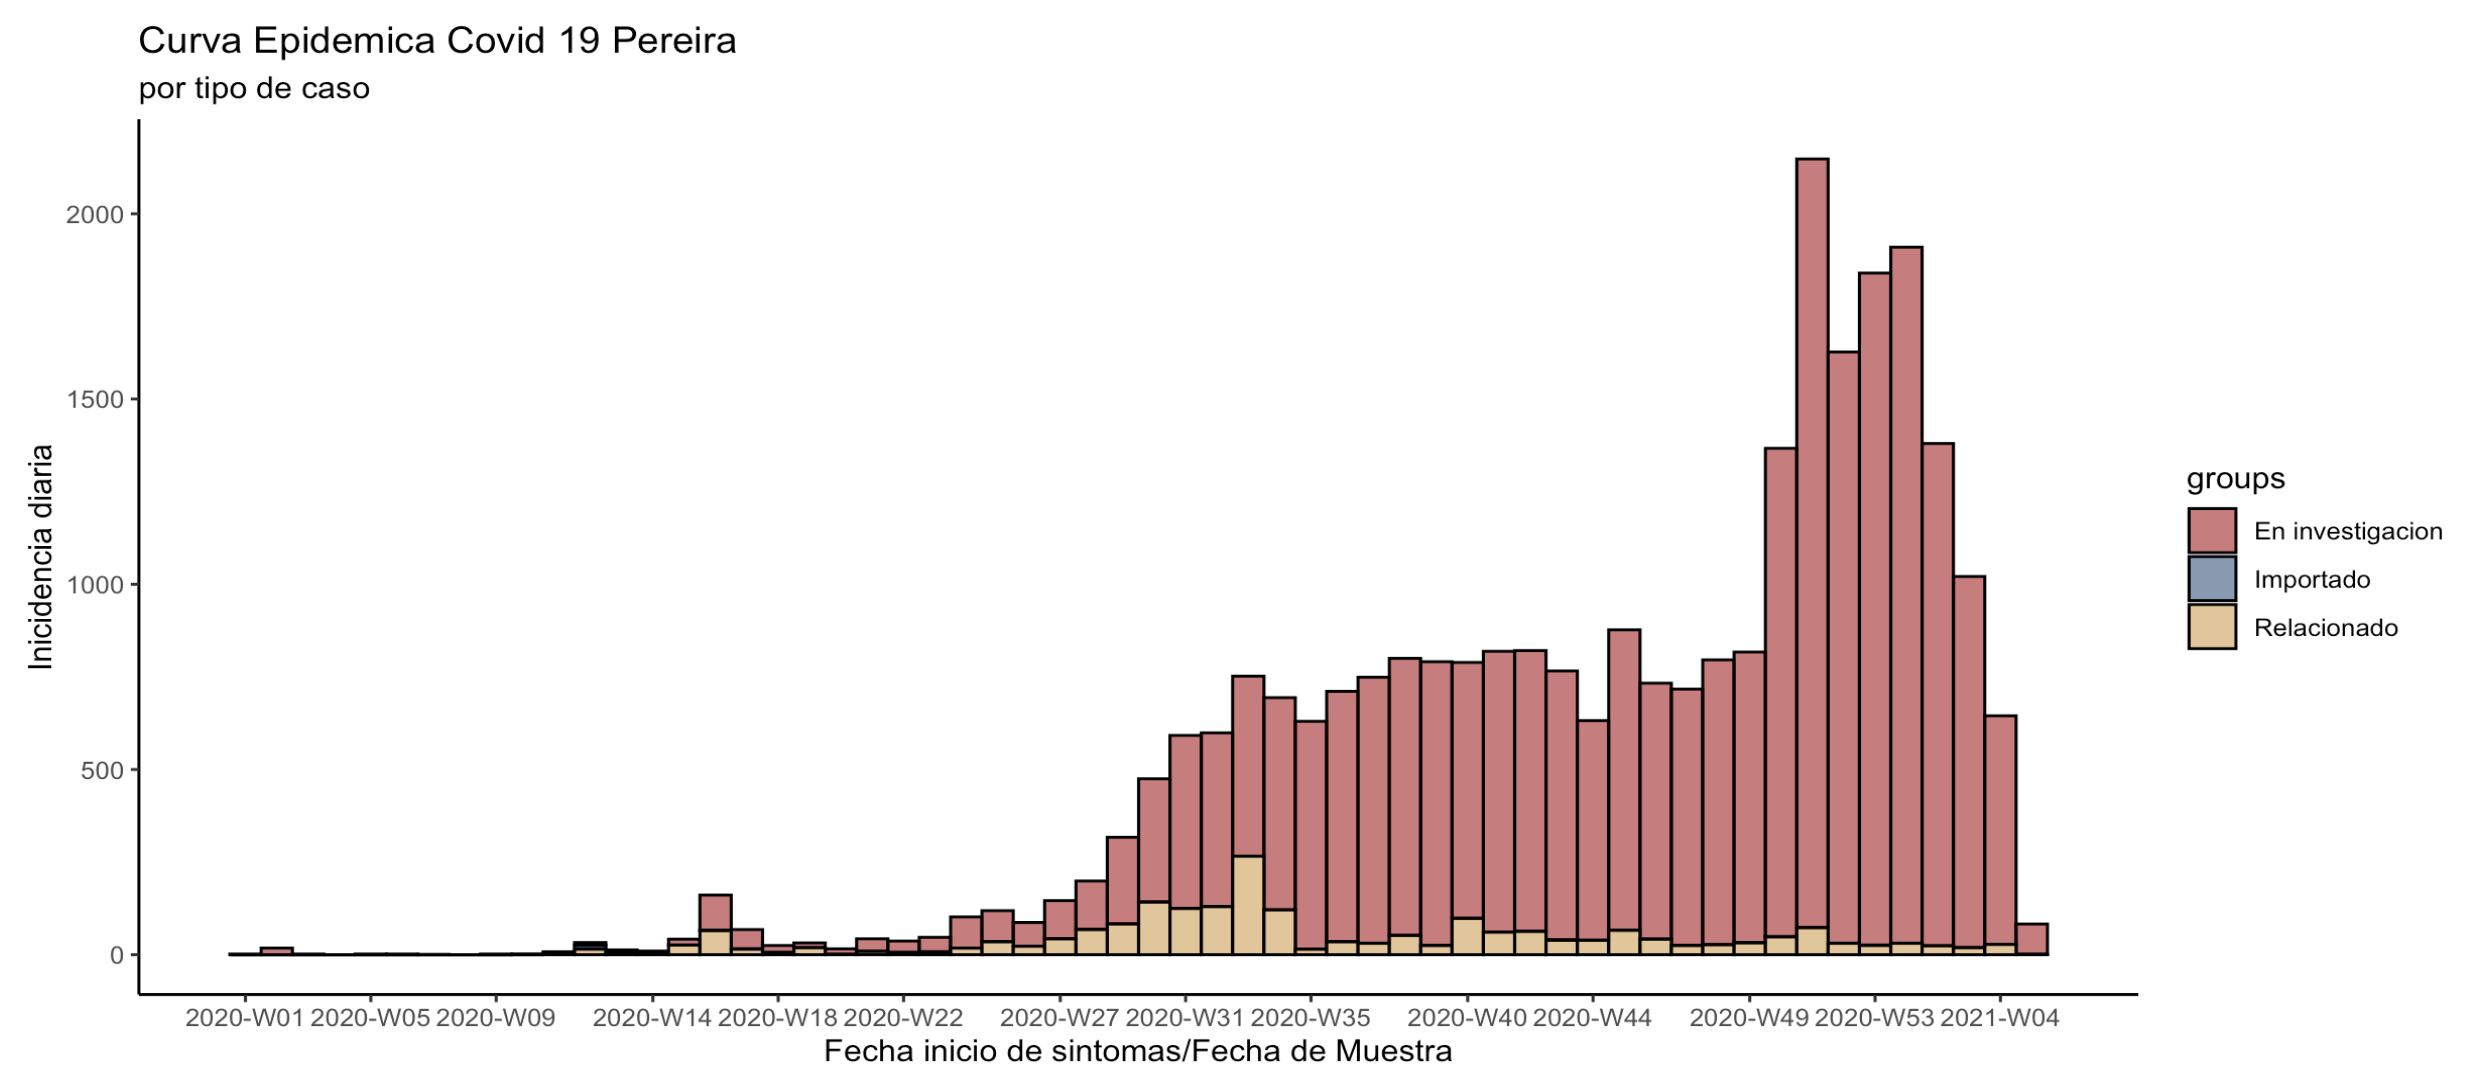 Curva Epidemica Covid 19 Pereira
por tipo de caso
Inicidencia diaria
2000
1500
1000
500
0
2020-W01 2020-W05 2020-W09 2020-W14 2020-W18 2020-W22 2020-W27 2020-W31 2020-W35 2020-W40 2020-W44 2020-W49 2020-W53 2021-W04
Fecha inicio de sintomas/Fecha de Muestra
groups
En investigacion
Importado
Relacionado